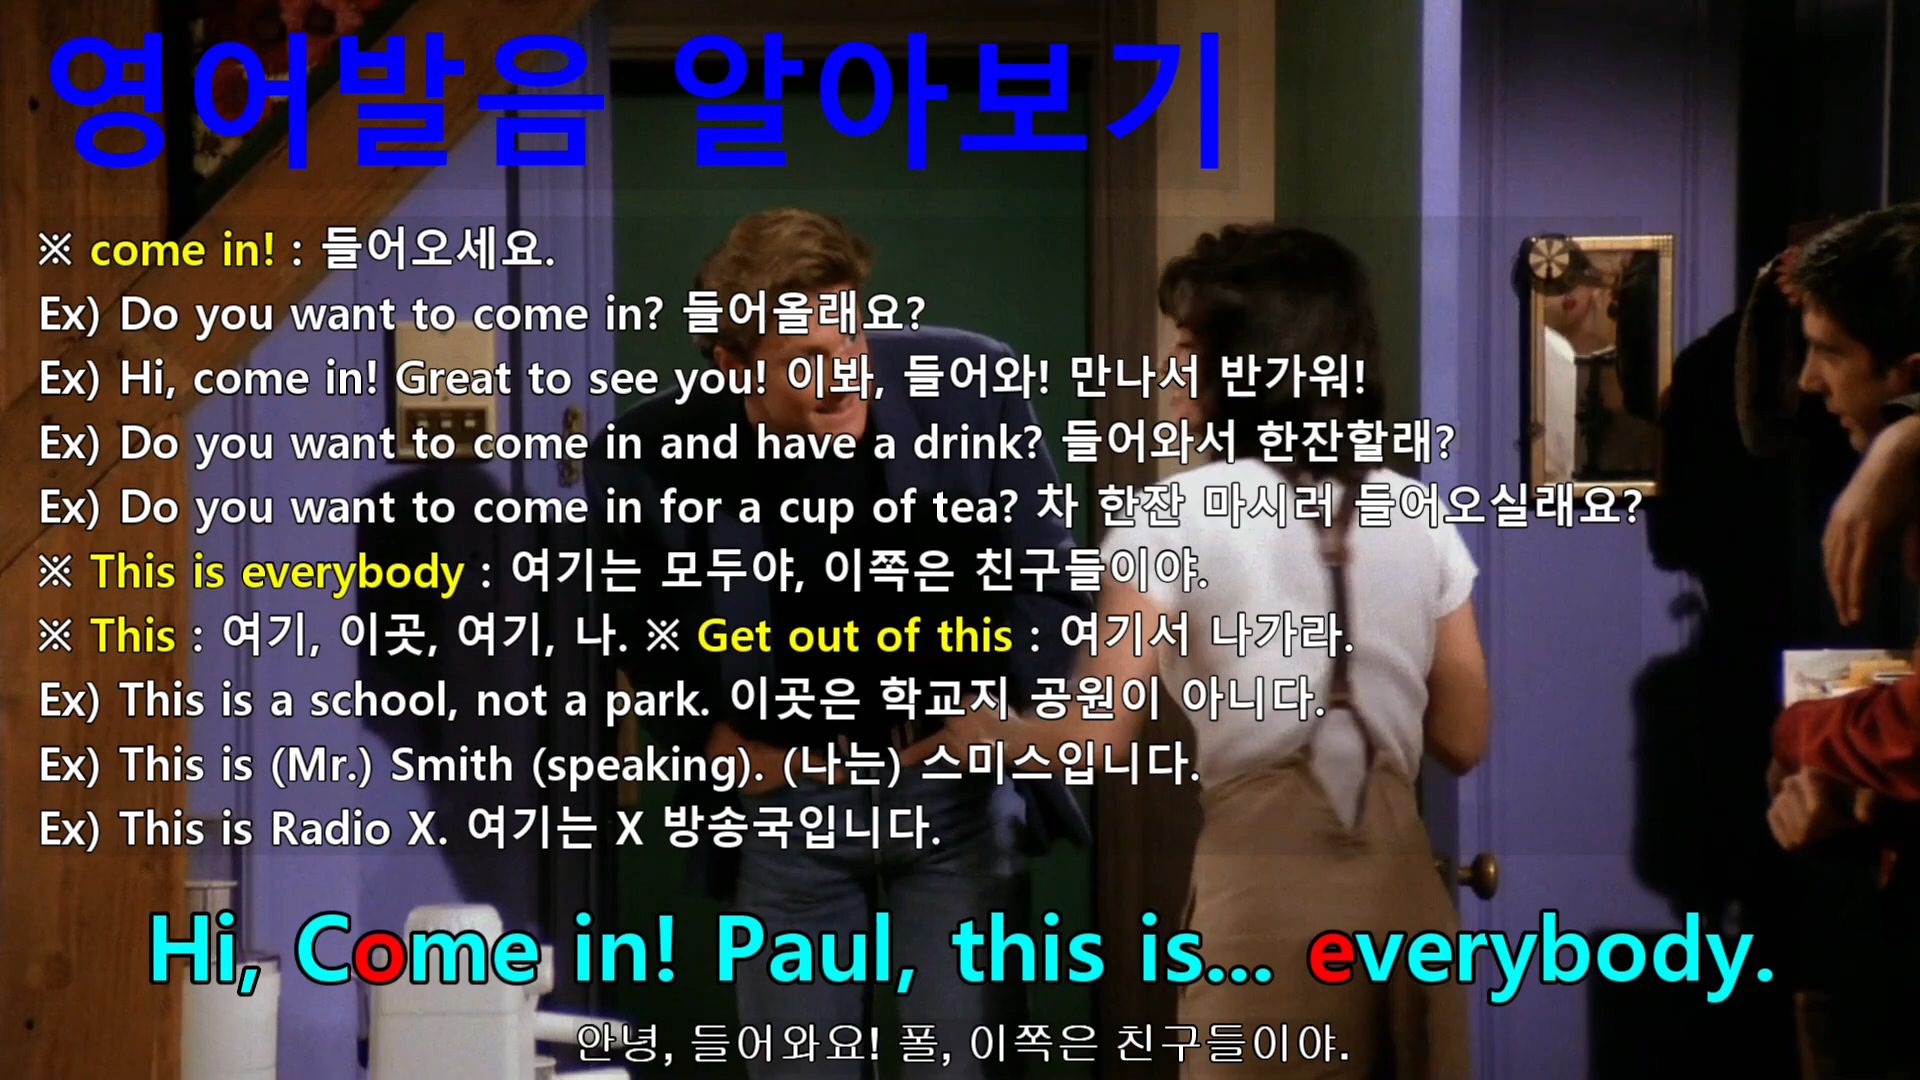 영어발음 알아보기
※ come in! : 들어오세요.
Ex) Do you want to come in? 들어올래요?
Ex) Hi, come in! Great to see you! 이봐, 들어와! 만나서 반가워!
Ex) Do you want to come in and have a drink? 들어와서 한잔할래?
Ex) Do you want to come in for a cup of tea? 차 한잔 마시러 들어오실래요?
※ This is everybody : 여기는 모두야, 이쪽은 친구들이야.
※ This : 여기, 이곳, 여기, 나. ※ Get out of this : 여기서 나가라.
Ex) This is a school, not a park. 이곳은 학교지 공원이 아니다.
Ex) This is (Mr.) Smith (speaking). (나는) 스미스입니다.
Ex) This is Radio X. 여기는 X 방송국입니다.
Hi, Come in! Paul, this is... everybody.
안녕, 들어와요! 폴, 이쪽은 친구들이야.